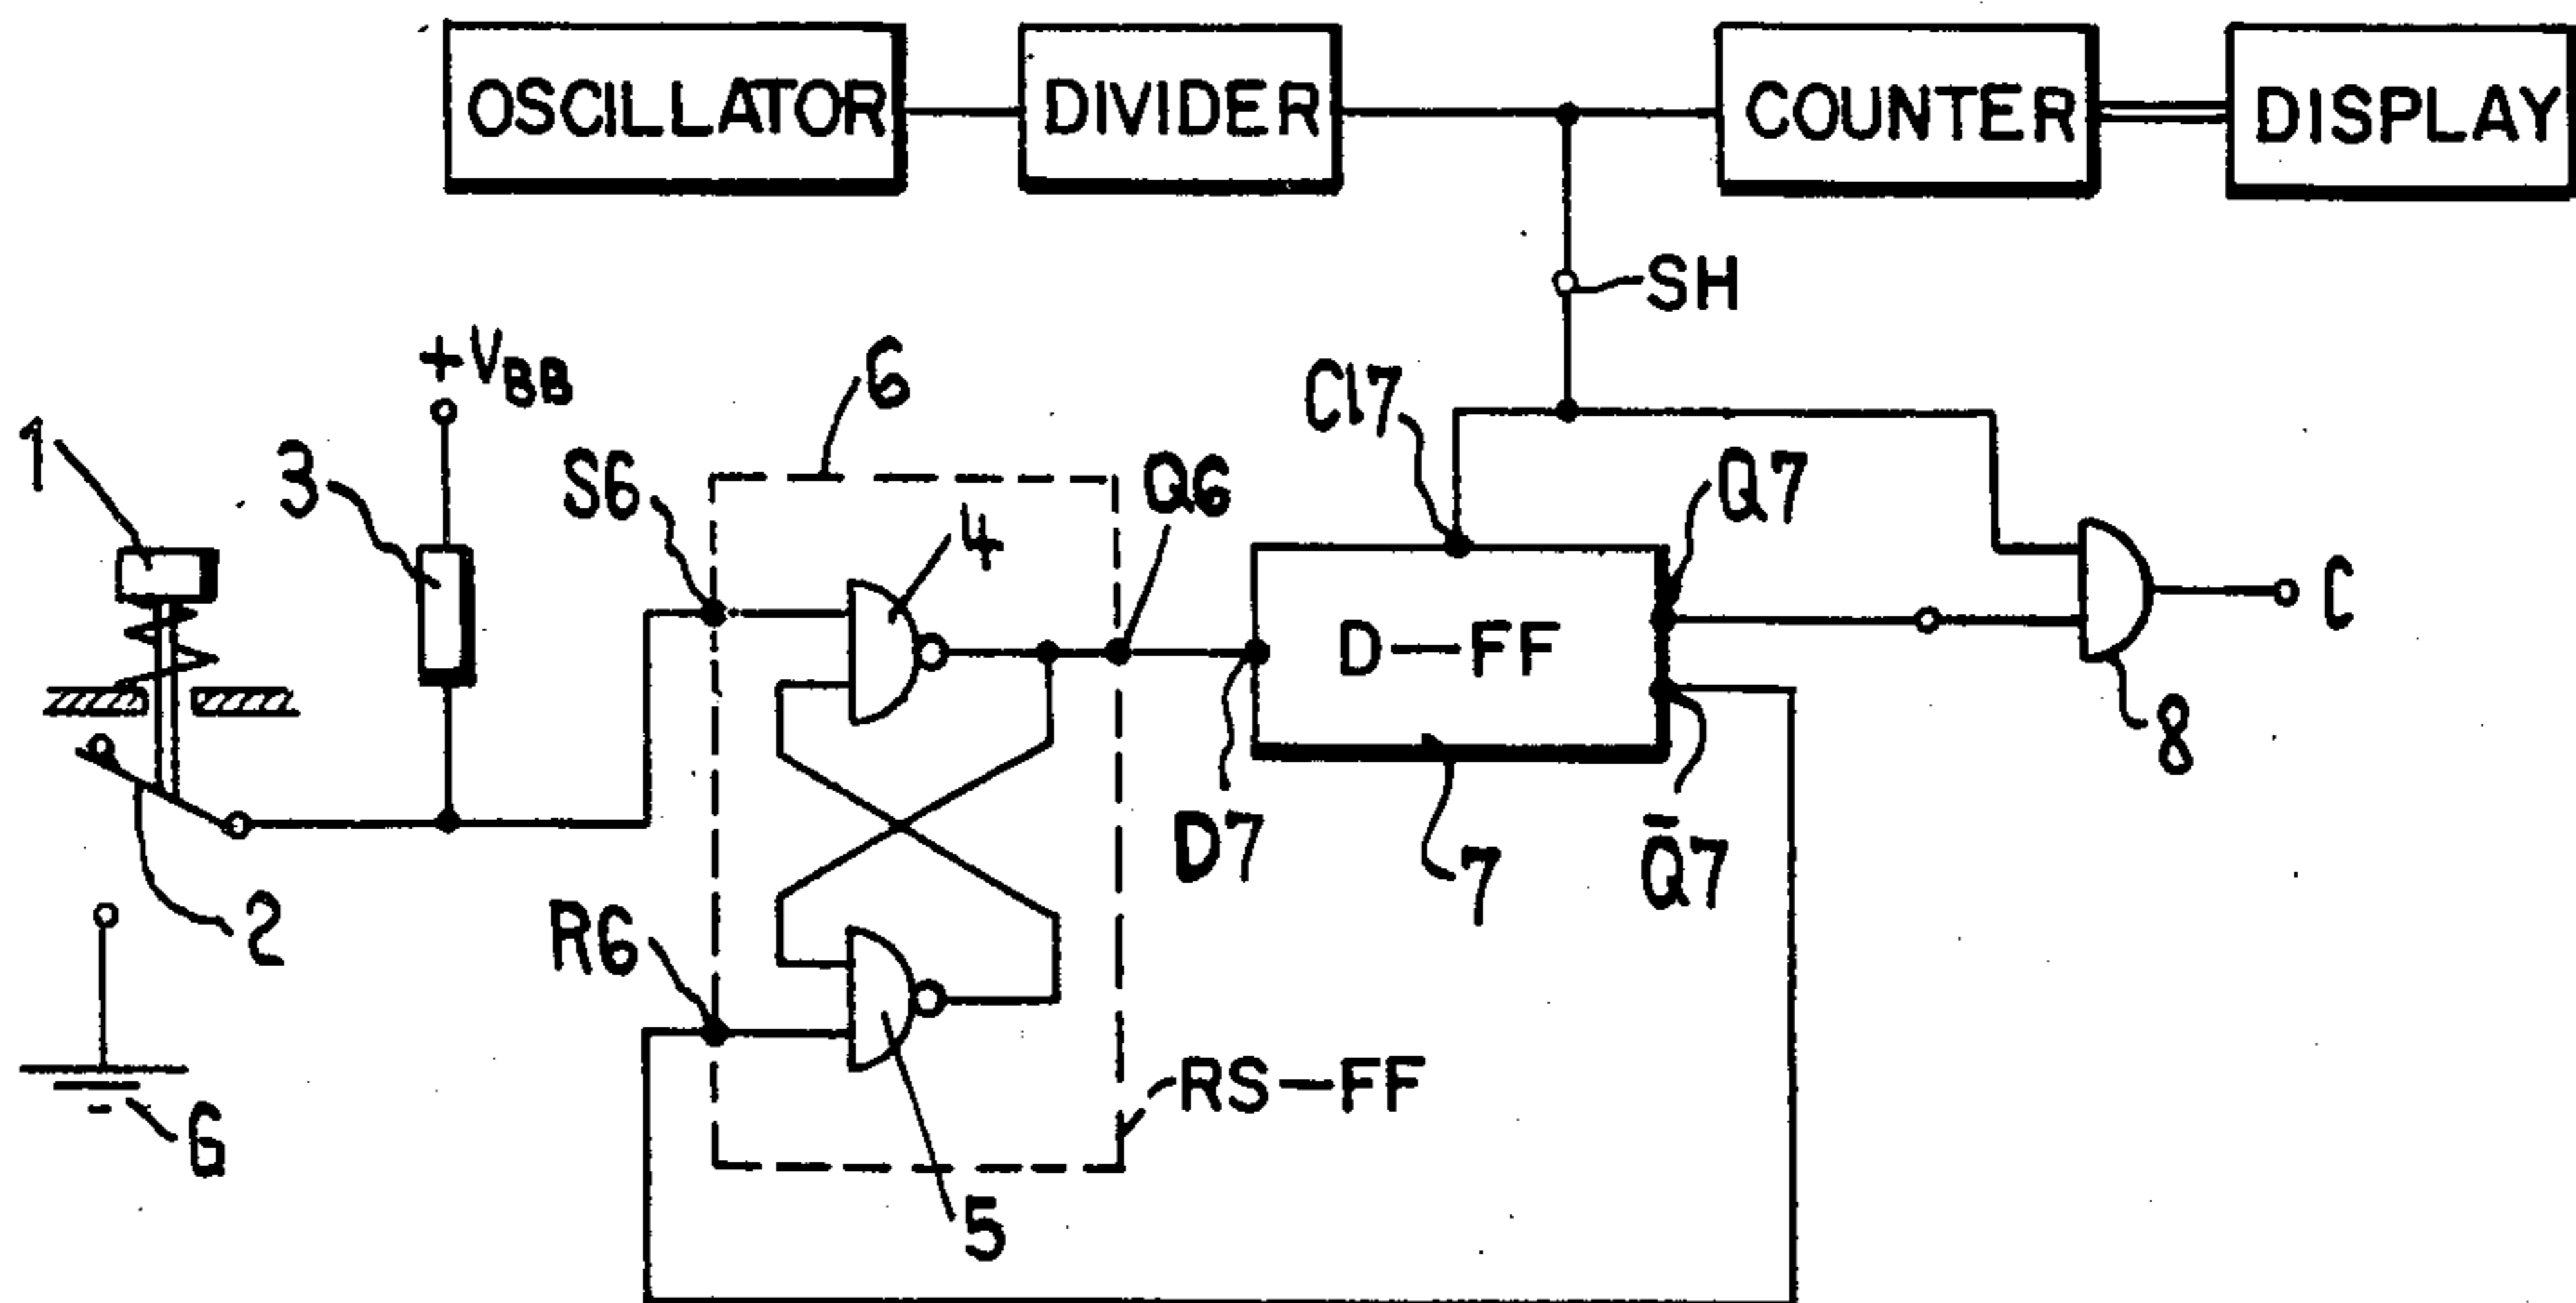 OSCILLATOR
DIVIDER
COUNTER
DISPLAY
SH
+VBB
6
Cl7
1
3
S6
Q6
Q7
4
D-FF
C
8
2
R6
D7
7
Q̄7
RS-FF
G
5